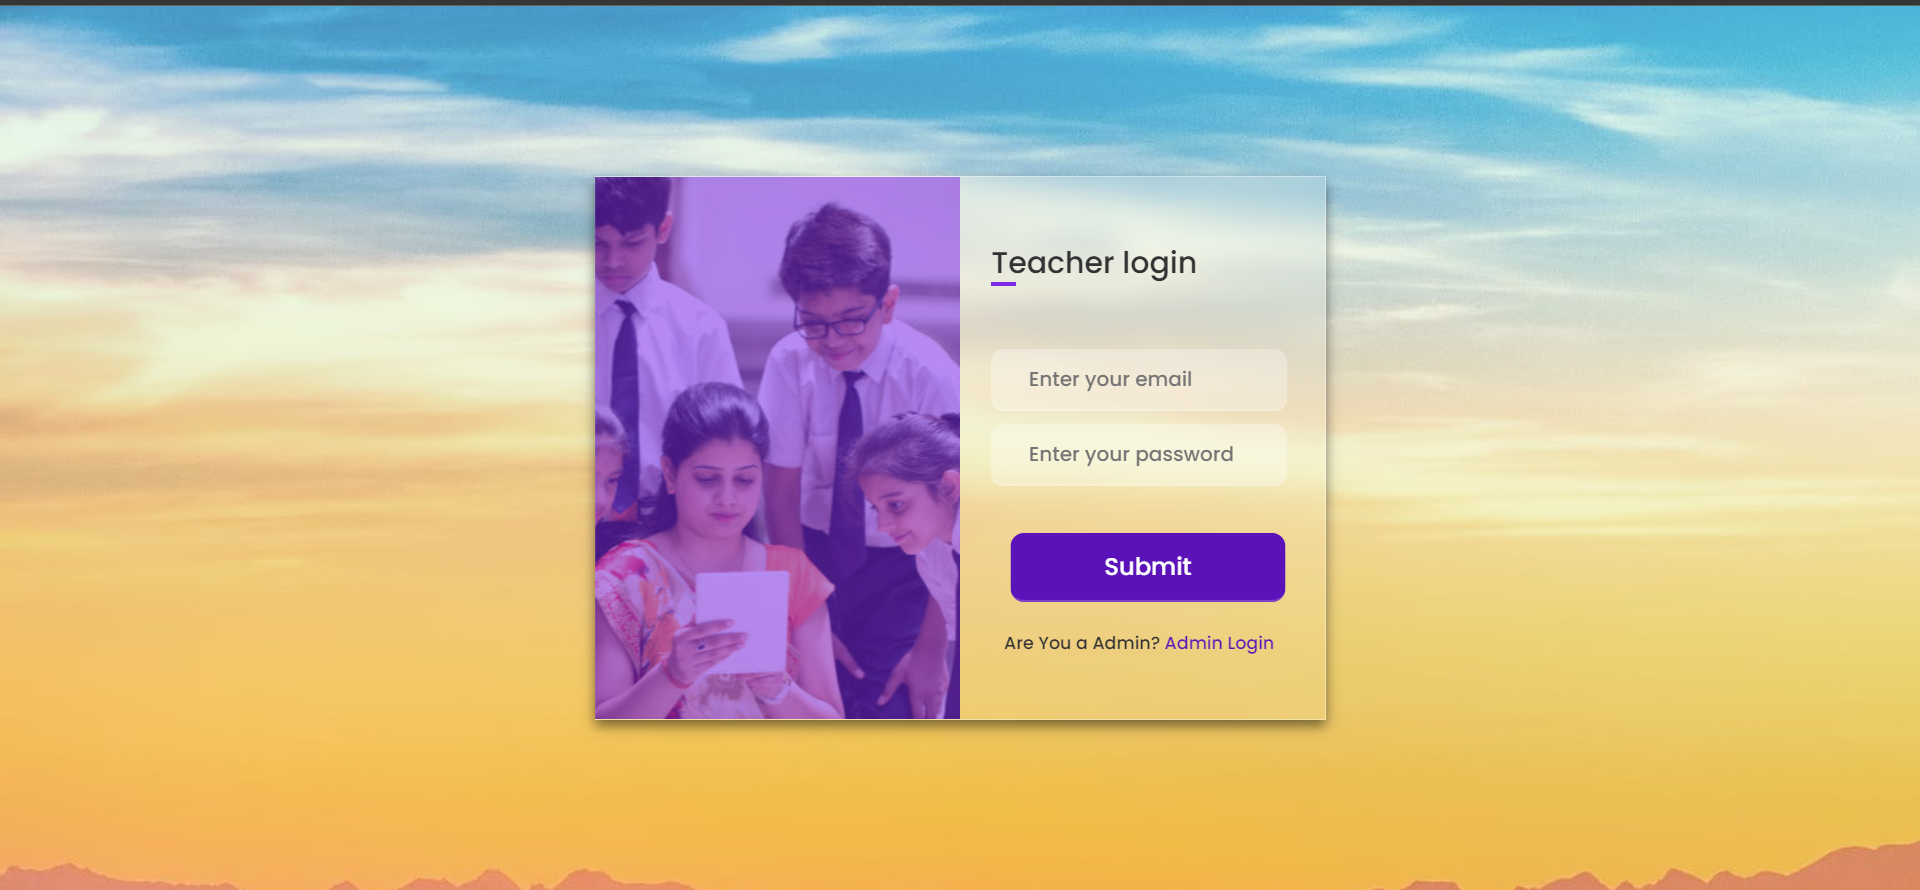 Teacher login
Enter your email
Enter your password
Submit
Are You a Admin? Admin Login